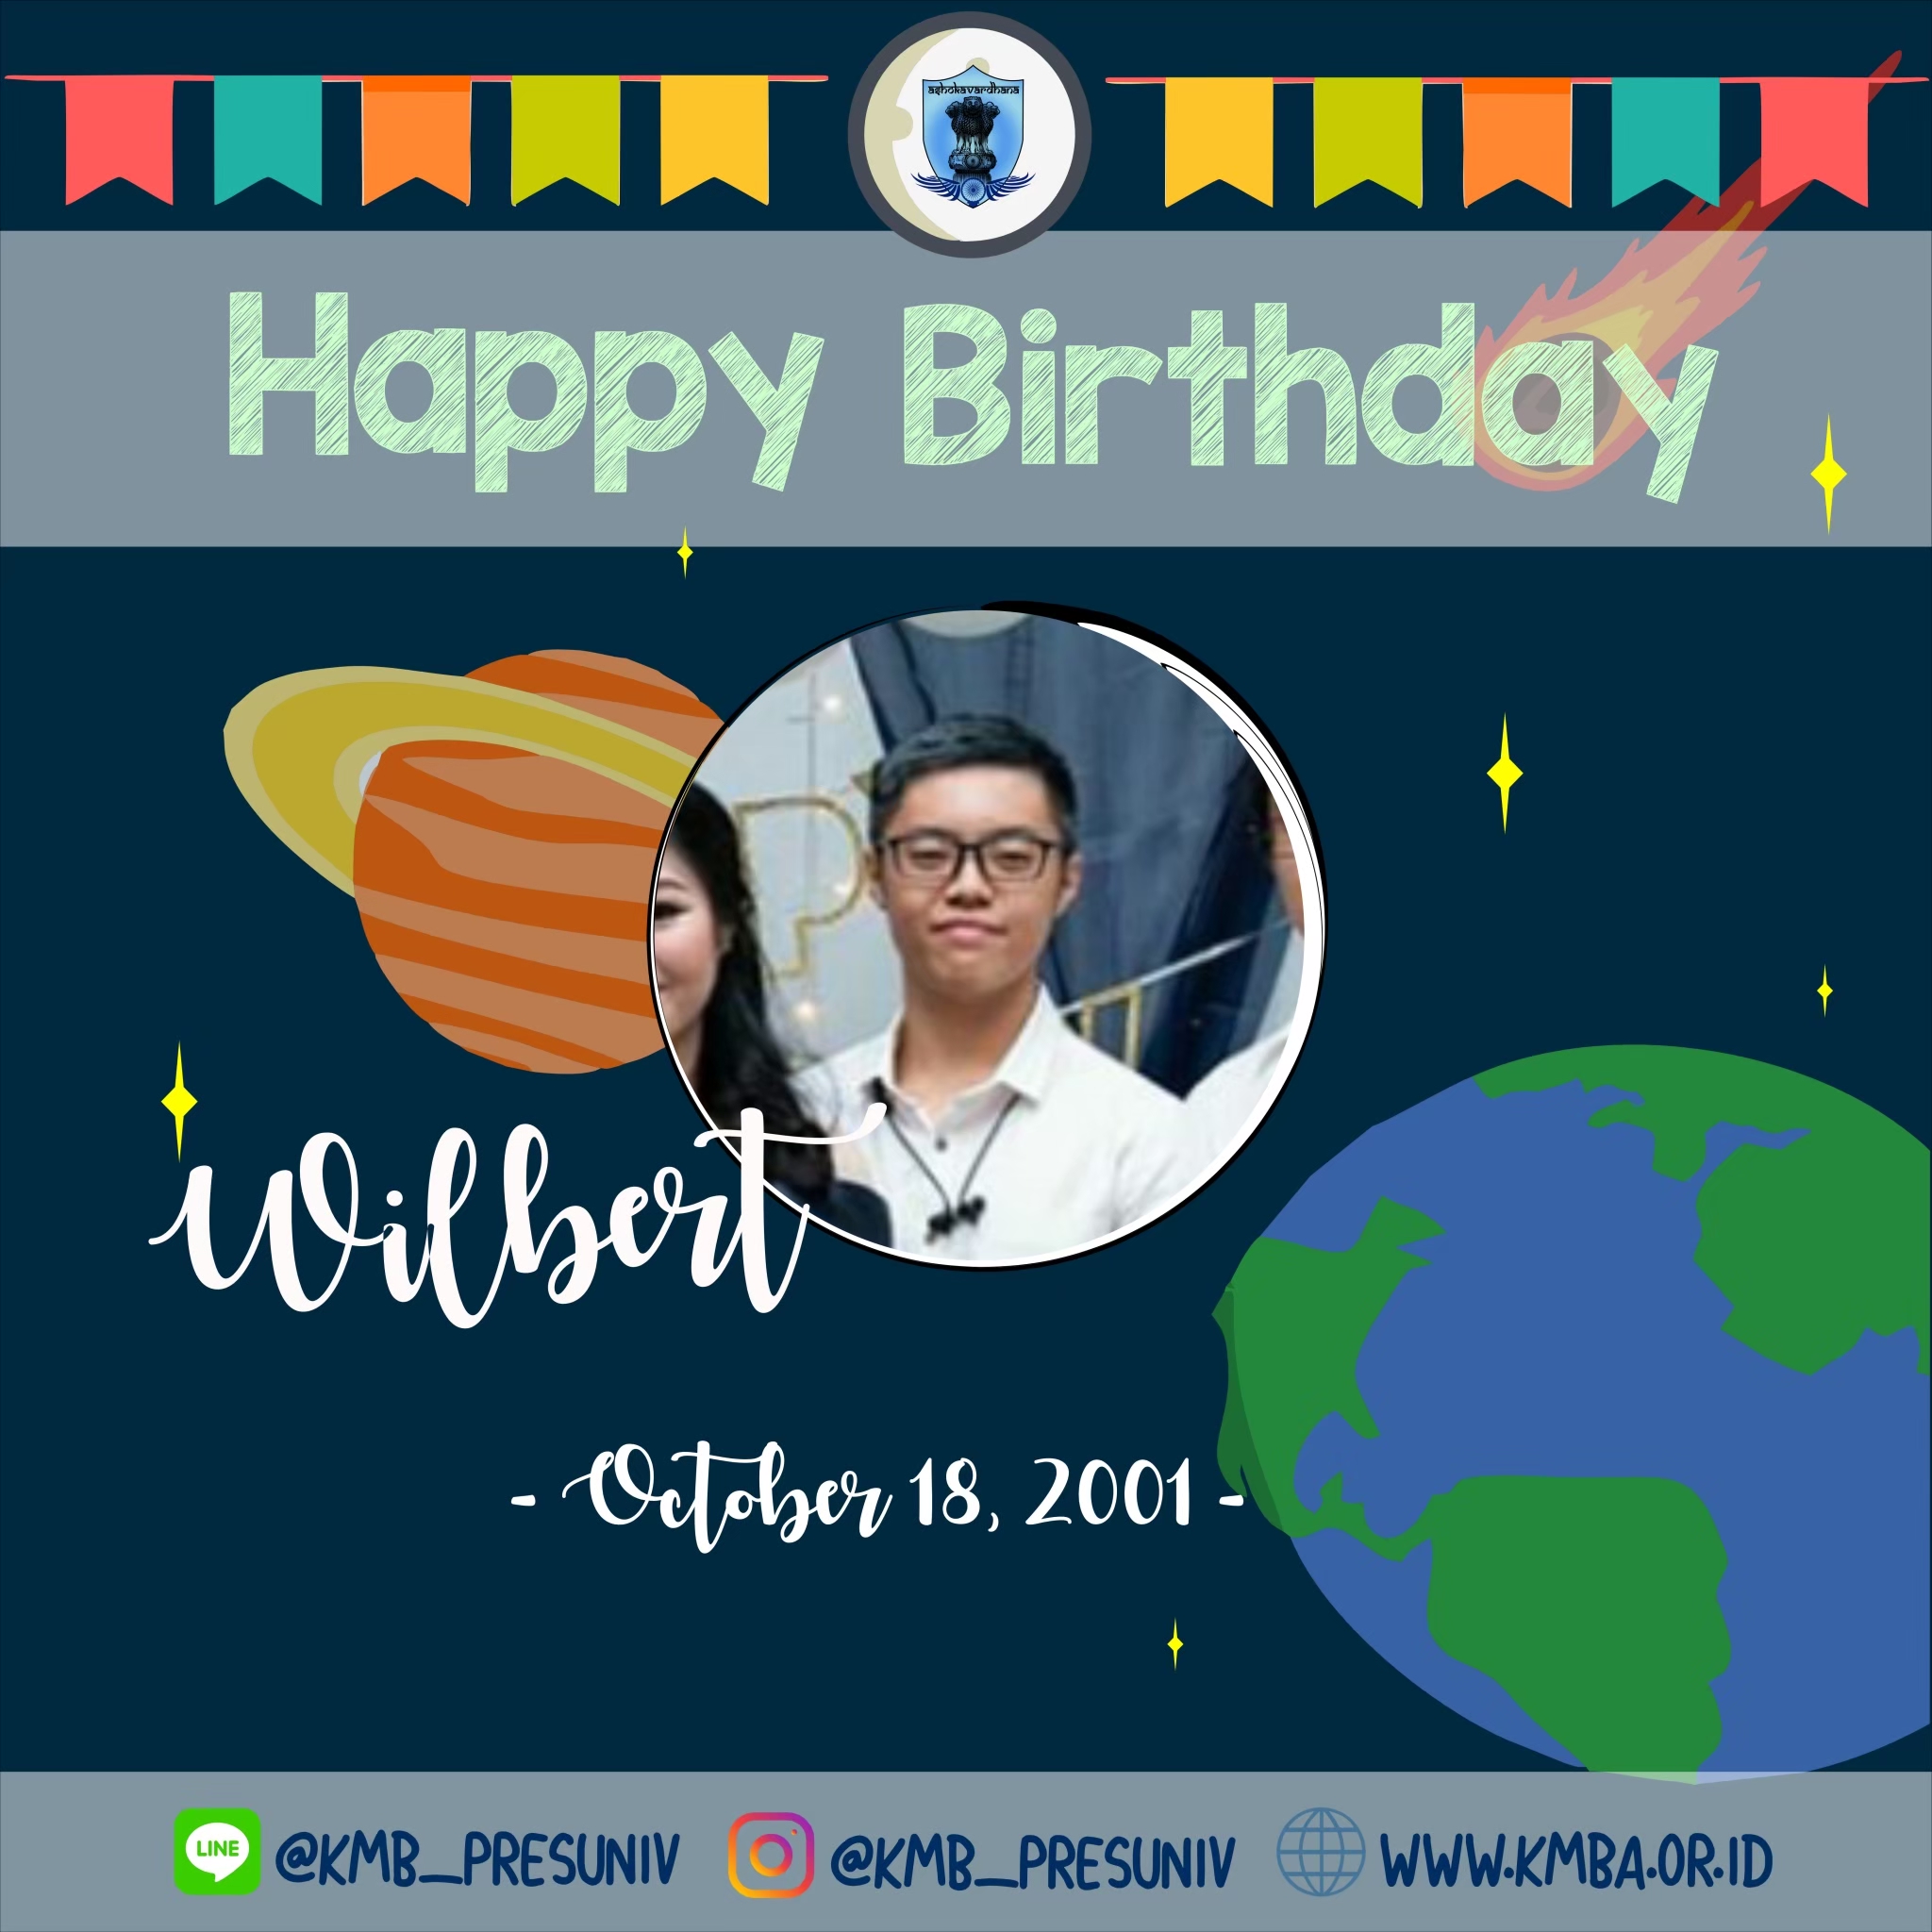 ashokavardhana
Happy Birthday
P
Wilbert
- October 18, 2001 -
LINE
@KMB_PRESUNIV
@KMB_PRESUNIV
WWW.KMBA.OR.ID